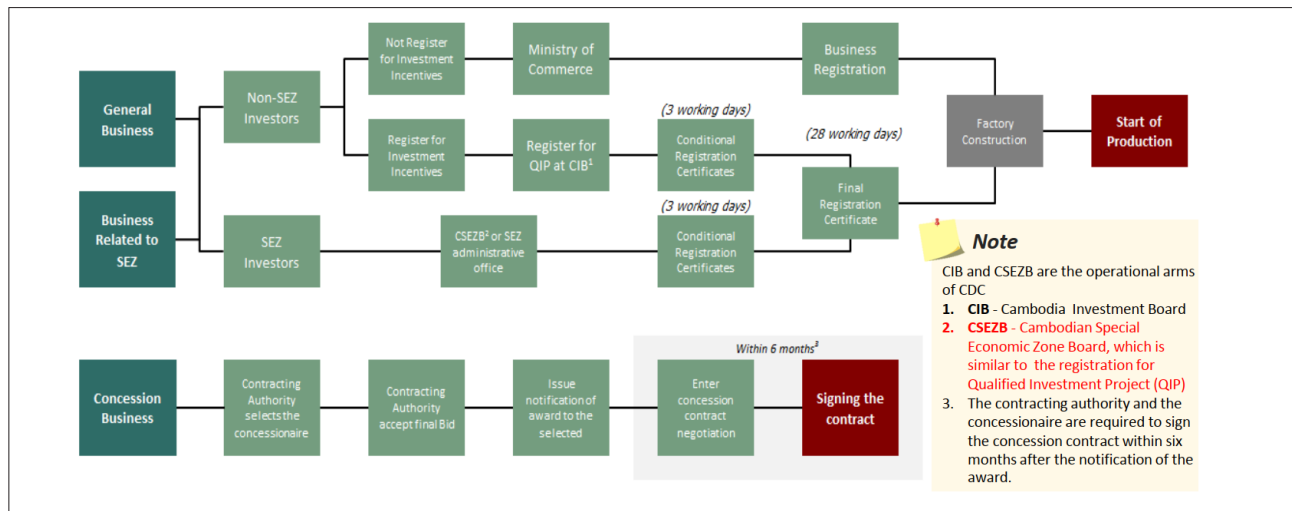 General
Business
Business
Related to
SEZ
Non-SEZ
Investors
SEZ
Investors
Not Register
for Investment
Incentives
Ministry of
Commerce
Business
Registration
Register for
Investment
Incentives
Register for
QIP at CIB¹
(3 working days)
Conditional
Registration
Certificates
(28 working days)
Final
Registration
Certificate
CSEZB² or SEZ
administrative
office
(3 working days)
Conditional
Registration
Certificates
Factory
Construction
Start of
Production
Concession
Business
Contracting
Authority
selects the
concessionaire
Contracting
Authority
accept final Bid
Issue
notification of
award to the
selected
Within 6 months³
Enter
concession
contract
negotiation
Signing the
contract
Note
CIB and CSEZB are the operational arms
of CDC
1. CIB - Cambodia Investment Board
2. CSEZB - Cambodian Special
Economic Zone Board, which is
similar to the registration for
Qualified Investment Project (QIP)
3. The contracting authority and the
concessionaire are required to sign
the concession contract within six
months after the notification of the
award.